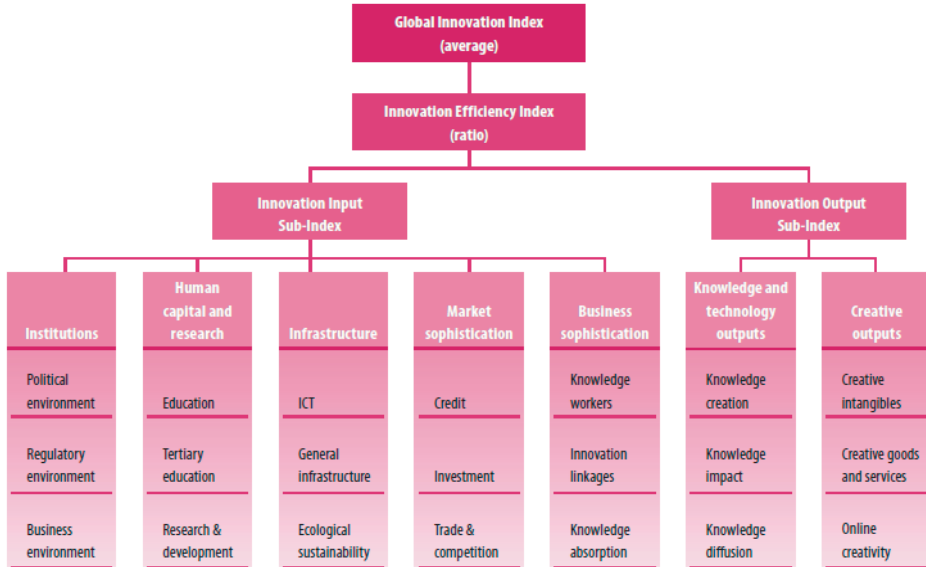 Global Innovation Index
(average)
Innovation Efficiency Index
(ratio)
Innovation Input
Sub-Index
Innovation Output
Sub-Index
Institutions
Human
capital and
research
Infrastructure
Market
sophistication
Business
sophistication
Knowledge and
technology
outputs
Creative
outputs
Political
environment
Education
ICT
Credit
Knowledge
workers
Knowledge
creation
Creative
intangibles
Regulatory
environment
Tertiary
education
General
infrastructure
Investment
Innovation
linkages
Knowledge
impact
Creative goods
and services
Business
environment
Research &
development
Ecological
sustainability
Trade &
competition
Knowledge
absorption
Knowledge
diffusion
Online
creativity